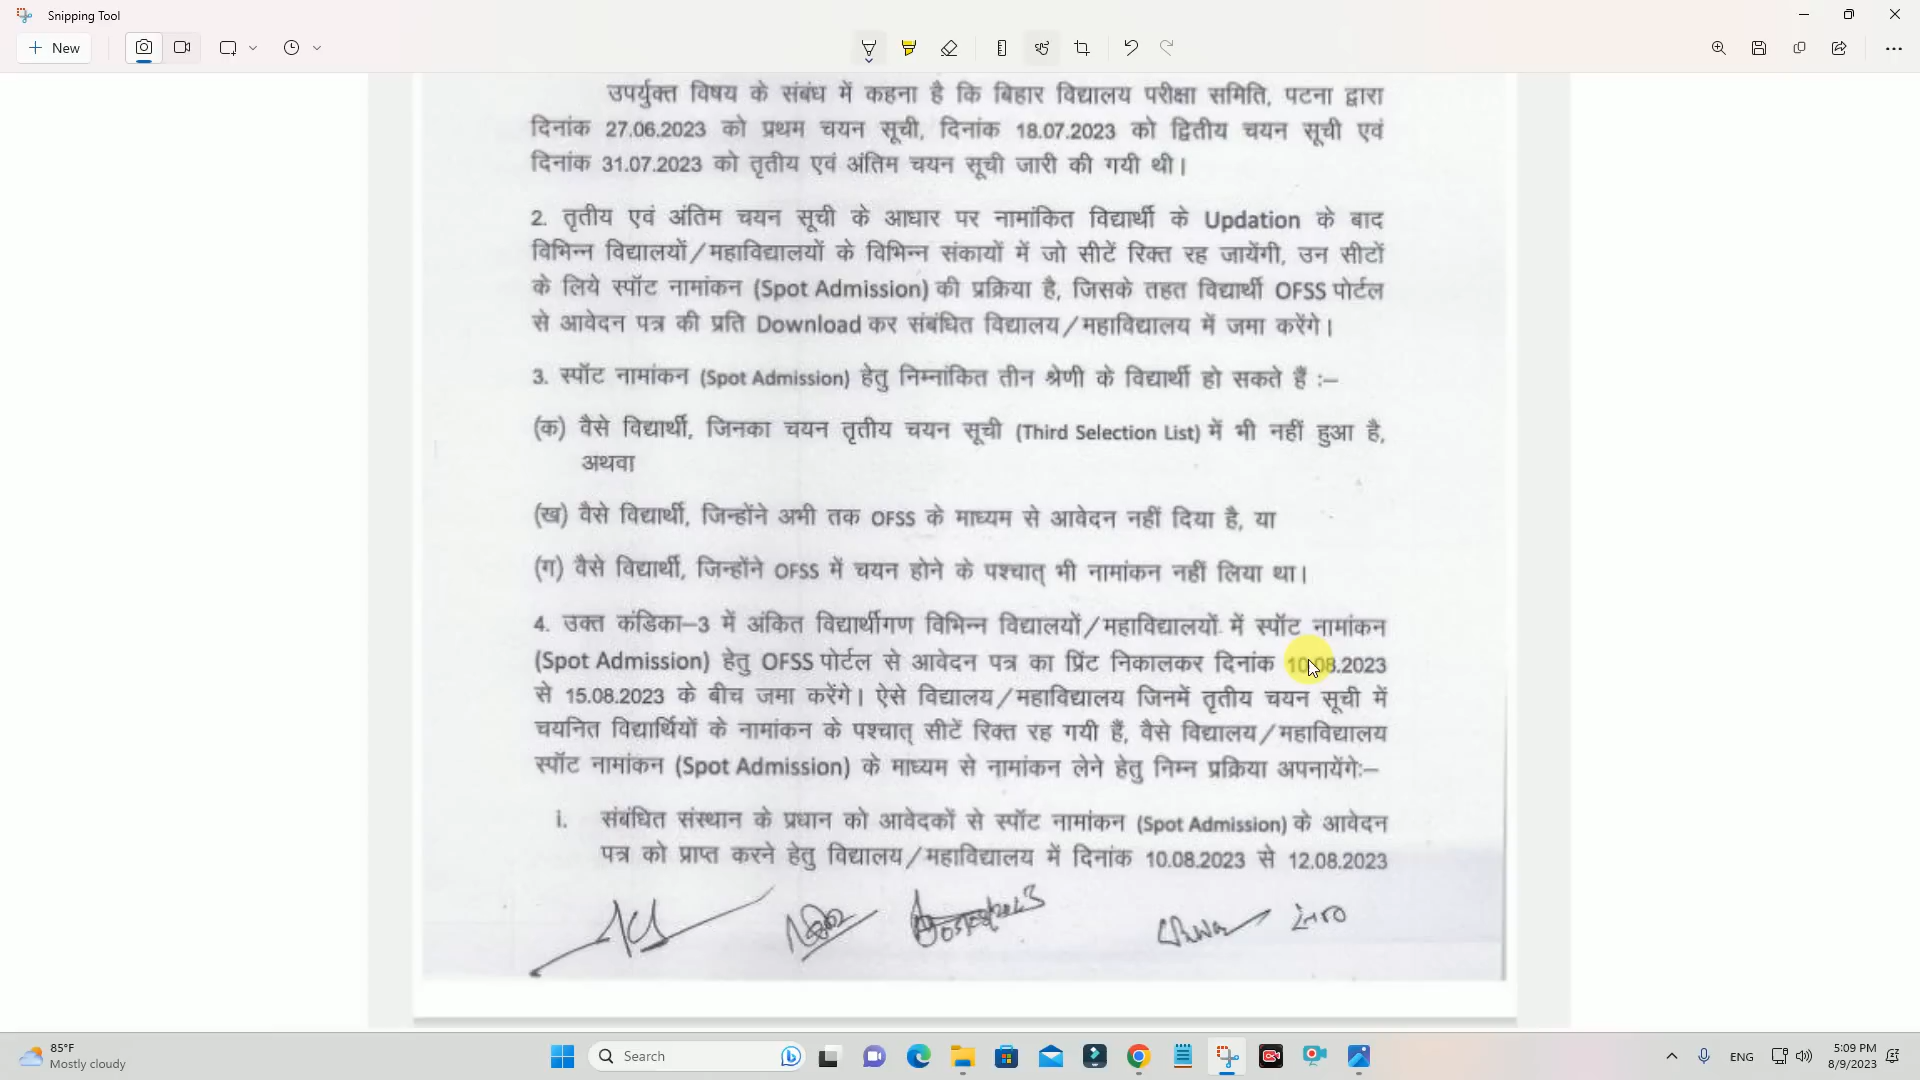 Snipping Tool
New
उपर्युक्त विषय के संबंध में कहना है कि बिहार विद्यालय परीक्षा समिति, पटना द्वारा
दिनांक 27.06.2023 को प्रथम चयन सूची, दिनांक 18.07.2023 को द्वितीय चयन सूची एवं
दिनांक 31.07.2023 को तृतीय एवं अंतिम चयन सूची जारी की गयी थी।
2. तृतीय एवं अंतिम चयन सूची के आधार पर नामांकित विद्यार्थी के Updation के बाद
विभिन्न विद्यालयों/महाविद्यालयों के विभिन्न संकायों में जो सीटें रिक्त रह जायेंगी, उन सीटों
के लिये स्पॉट नामांकन (Spot Admission) की प्रक्रिया है, जिसके तहत विद्यार्थी OFSS पोर्टल
से आवेदन पत्र की प्रति Download कर संबंधित विद्यालय/महाविद्यालय में जमा करेंगे।
3. स्पॉट नामांकन (Spot Admission) हेतु निम्नांकित तीन श्रेणी के विद्यार्थी हो सकते हैं :–
(क) वैसे विद्यार्थी, जिनका चयन तृतीय चयन सूची (Third Selection List) में भी नहीं हुआ है,
अथवा
(ख) वैसे विद्यार्थी, जिन्होंने अभी तक OFSS के माध्यम से आवेदन नहीं दिया है, या
(ग) वैसे विद्यार्थी, जिन्होंने OFSS में चयन होने के पश्चात् भी नामांकन नहीं लिया था।
4. उक्त कंडिका–3 में अंकित विद्यार्थीगण विभिन्न विद्यालयों/महाविद्यालयों में स्पॉट नामांकन
(Spot Admission) हेतु OFSS पोर्टल से आवेदन पत्र का प्रिंट निकालकर दिनांक 10.08.2023
से 15.08.2023 के बीच जमा करेंगे। ऐसे विद्यालय/महाविद्यालय जिनमें तृतीय चयन सूची में
चयनित विद्यार्थियों के नामांकन के पश्चात् सीटें रिक्त रह गयी हैं, वैसे विद्यालय/महाविद्यालय
स्पॉट नामांकन (Spot Admission) के माध्यम से नामांकन लेने हेतु निम्न प्रक्रिया अपनायेंगे:–
i. संबंधित संस्थान के प्रधान को आवेदकों से स्पॉट नामांकन (Spot Admission) के आवेदन
पत्र को प्राप्त करने हेतु विद्यालय/महाविद्यालय में दिनांक 10.08.2023 से 12.08.2023
85°F
Mostly cloudy
Search
ENG
5:09 PM
8/9/2023